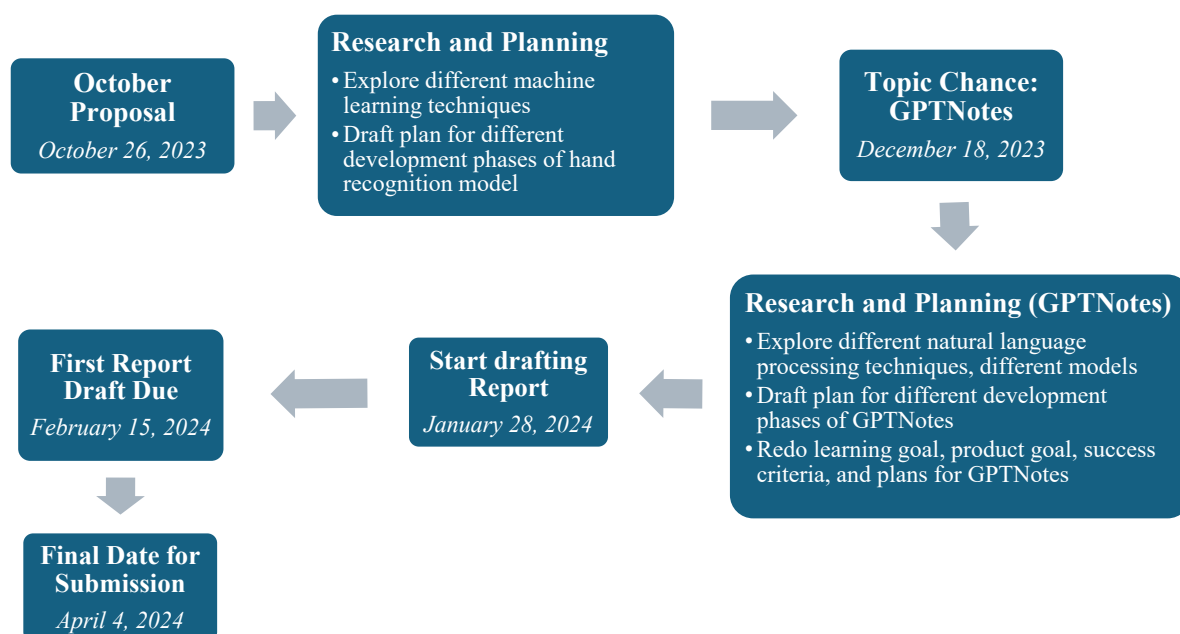 October
Proposal
October 26, 2023
Research and Planning
• Explore different machine
learning techniques
• Draft plan for different
development phases of hand
recognition model
Topic Chance:
GPTNotes
December 18, 2023
Research and Planning (GPTNotes)
• Explore different natural language
processing techniques, different models
• Draft plan for different development
phases of GPTNotes
• Redo learning goal, product goal, success
criteria, and plans for GPTNotes
Start drafting
Report
January 28, 2024
First Report
Draft Due
February 15, 2024
Final Date for
Submission
April 4, 2024